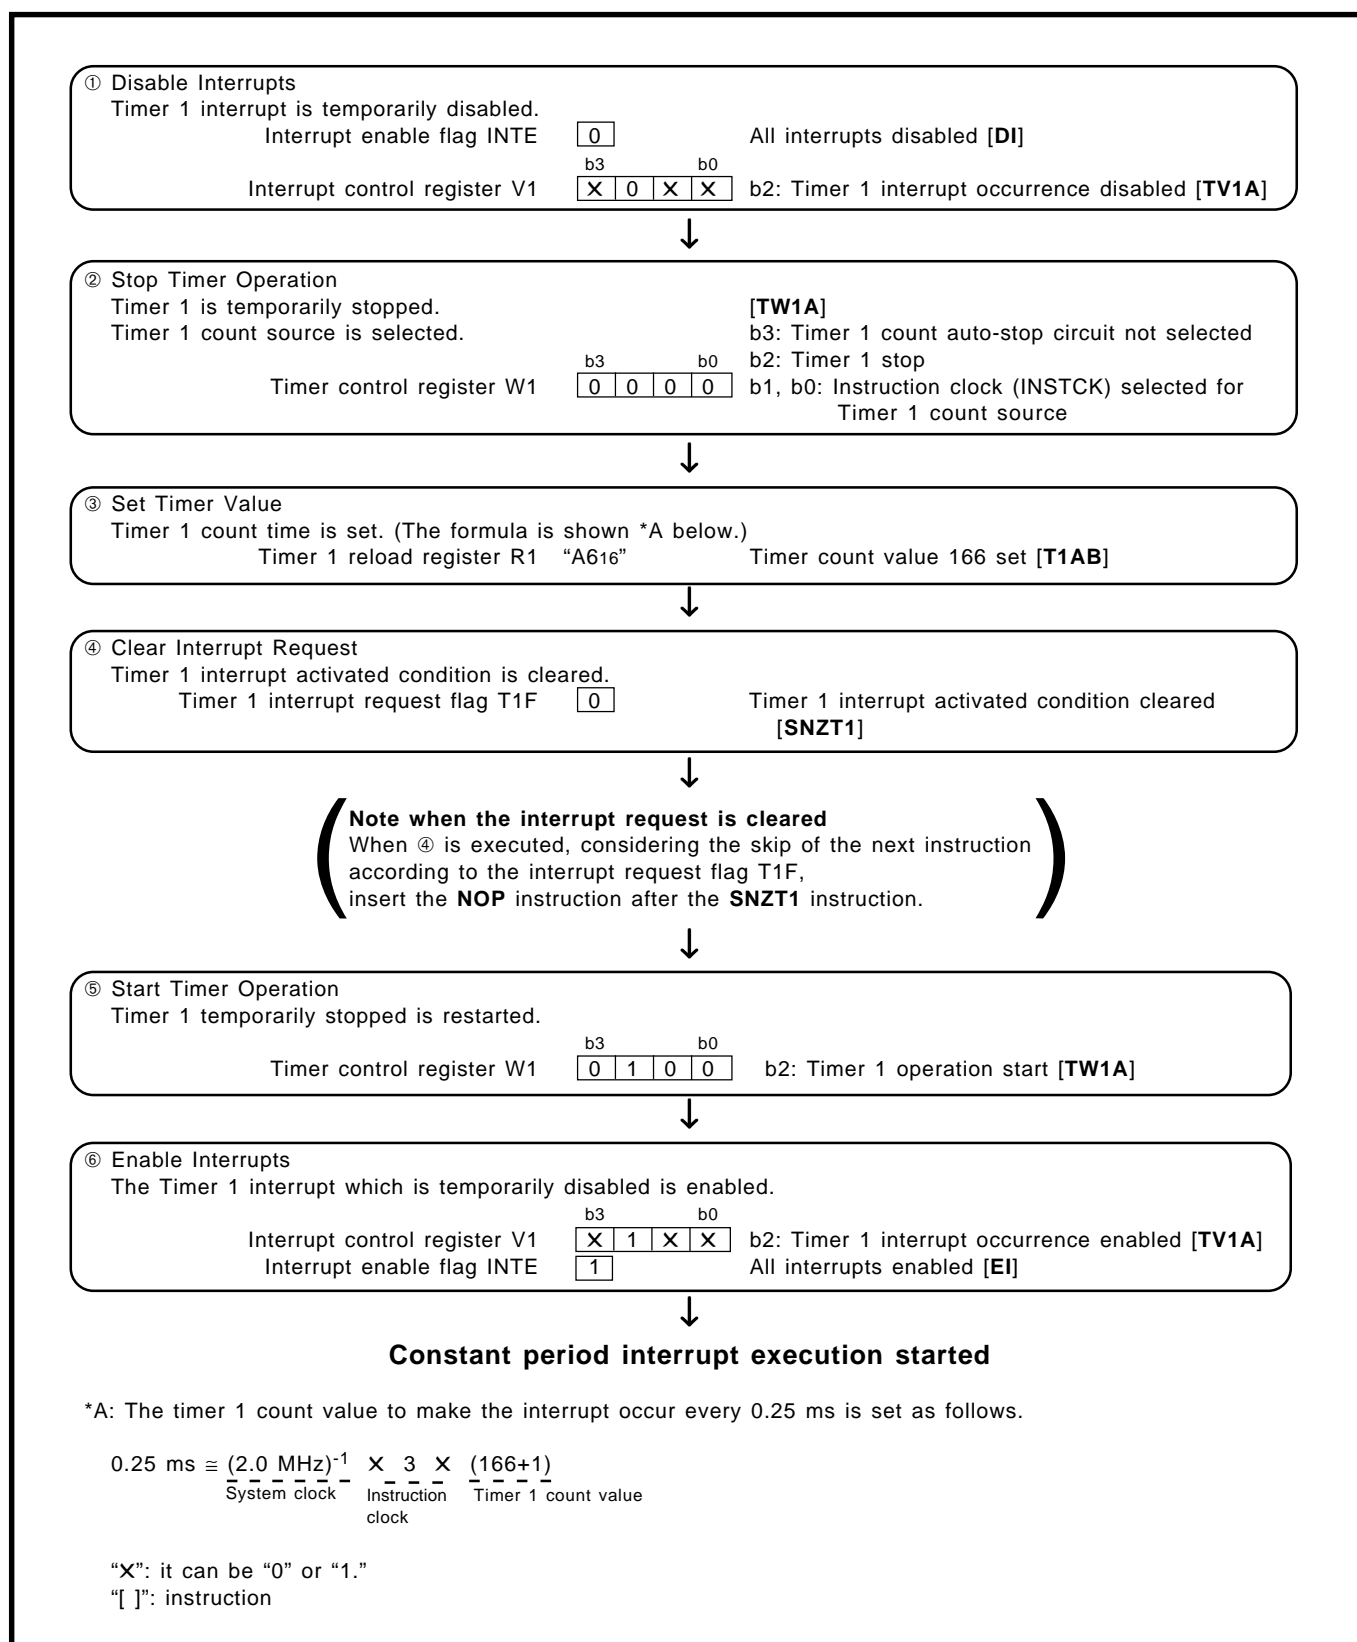 ① Disable Interrupts
Timer 1 interrupt is temporarily disabled.
Interrupt enable flag INTE 0 All interrupts disabled [DI]
b3 b0
Interrupt control register V1 X 0 X X b2: Timer 1 interrupt occurrence disabled [TV1A]
↓
② Stop Timer Operation
Timer 1 is temporarily stopped. [TW1A]
Timer 1 count source is selected. b3: Timer 1 count auto-stop circuit not selected
b3 b0 b2: Timer 1 stop
Timer control register W1 0 0 0 0 b1, b0: Instruction clock (INSTCK) selected for
Timer 1 count source
↓
③ Set Timer Value
Timer 1 count time is set. (The formula is shown *A below.)
Timer 1 reload register R1 “A616” Timer count value 166 set [T1AB]
↓
④ Clear Interrupt Request
Timer 1 interrupt activated condition is cleared.
Timer 1 interrupt request flag T1F 0 Timer 1 interrupt activated condition cleared
[SNZT1]
↓
Note when the interrupt request is cleared
When ④ is executed, considering the skip of the next instruction
according to the interrupt request flag T1F,
insert the NOP instruction after the SNZT1 instruction.
↓
⑤ Start Timer Operation
Timer 1 temporarily stopped is restarted.
b3 b0
Timer control register W1 0 1 0 0 b2: Timer 1 operation start [TW1A]
↓
⑥ Enable Interrupts
The Timer 1 interrupt which is temporarily disabled is enabled.
b3 b0
Interrupt control register V1 X 1 X X b2: Timer 1 interrupt occurrence enabled [TV1A]
Interrupt enable flag INTE 1 All interrupts enabled [EI]
↓
Constant period interrupt execution started
*A: The timer 1 count value to make the interrupt occur every 0.25 ms is set as follows.
0.25 ms ≅ (2.0 MHz)-1 X 3 X (166+1)
System clock Instruction Timer 1 count value
clock
“X”: it can be “0” or “1.”
“[ ]”: instruction